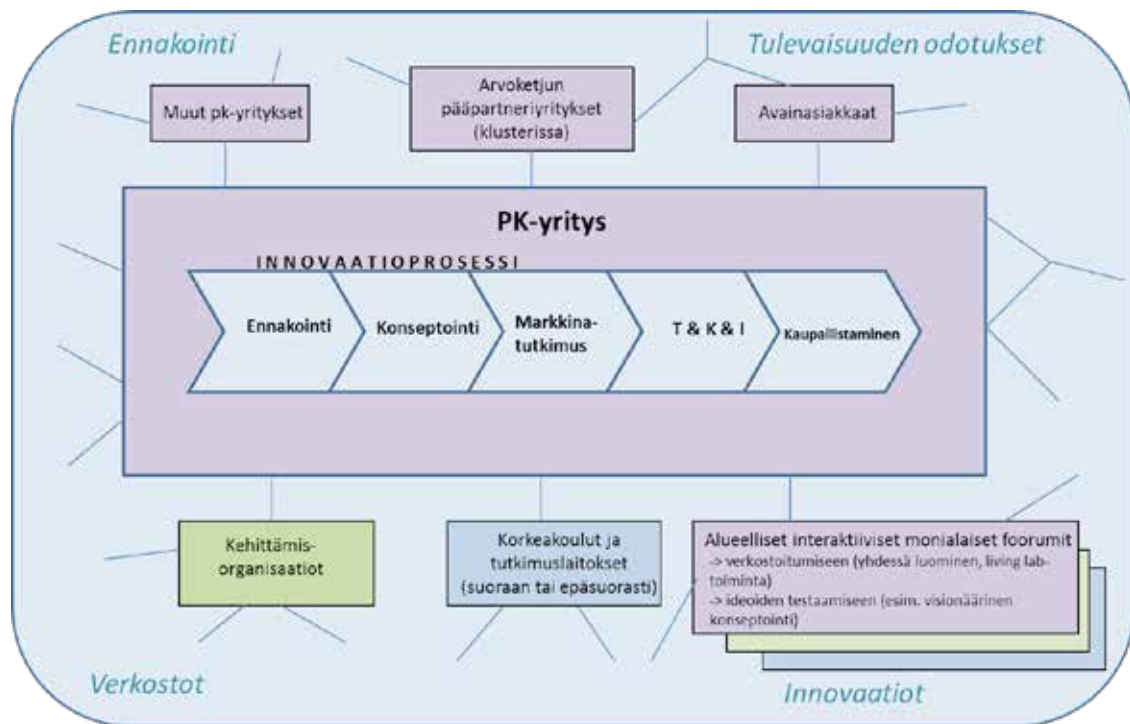 Ennakointi
Tulevaisuuden odotukset
Muut pk-yritykset
Arvoketjun
pääpartneriyritykset
(klusterissa)
Avainasiakkaat
PK-yritys
INNOVAATIOPROSESSI
Ennakointi
Konseptointi
Markkina-
tutkimus
T & K & I
Kaupallistaminen
Kehittämis-
organisaatiot
Korkeakoulut ja
tutkimuslaitokset
(suoraan tai epäsuorasti)
Alueelliset interaktiiviset monialaiset foorumit
-> verkostoitumiseen (yhdessä luominen, living lab-
toiminta)
-> ideoiden testaamiseen (esim. visionäärinen
konseptointi)
Verkostot
Innovaatiot